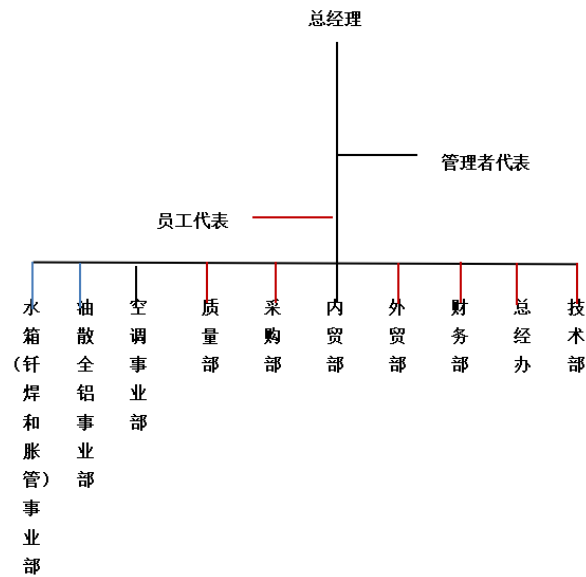 总经理
管理者代表
员工代表
水箱（钎焊和胀管）事业部
油散全铝事业部
空调事业部
质量部
采购部
内贸部
外贸部
财务部
总经办
技术部